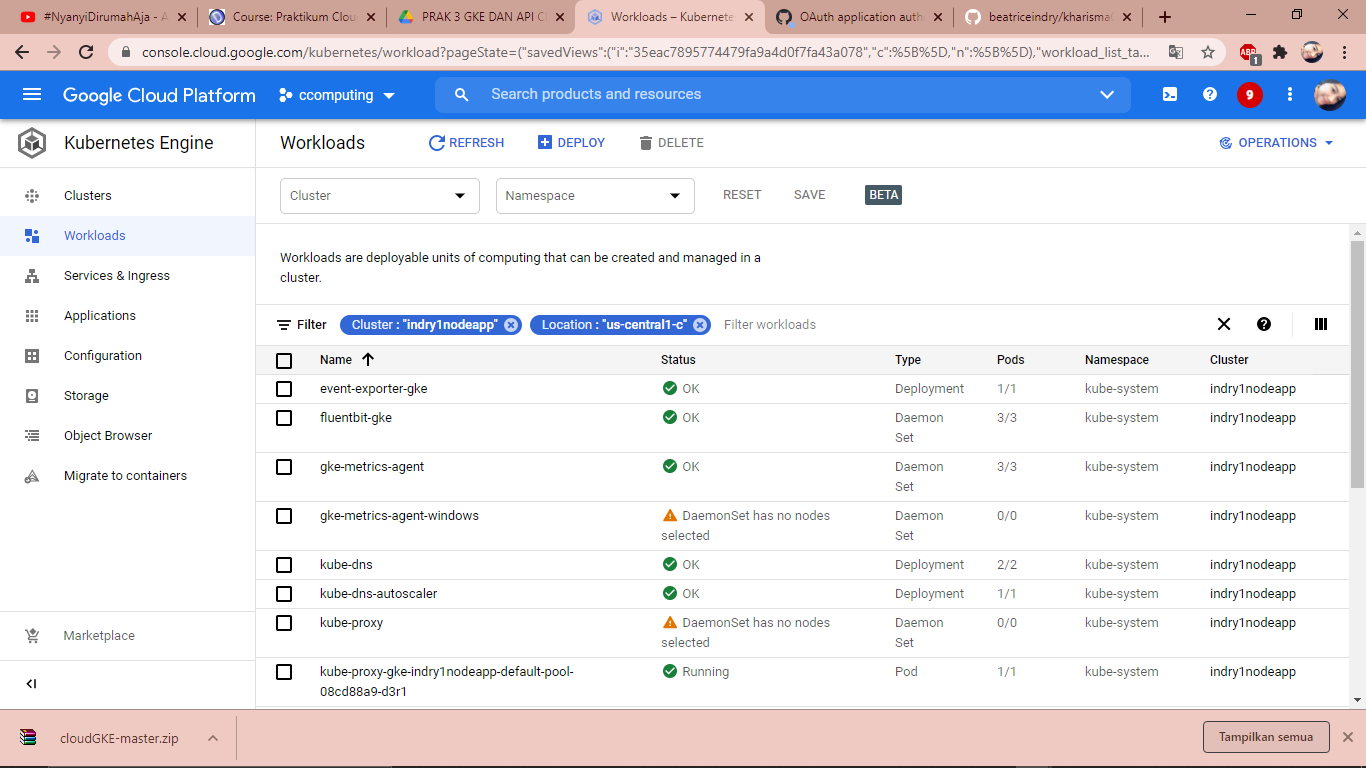 #NyanyiDirumahAja - A
Course: Praktikum Clou
PRAK 3 GKE DAN API C
Workloads – Kubernete
OAuth application auth
beatriceindry/kharisma
console.cloud.google.com/kubernetes/workload?pageState=("savedViews":("i":"35eac7895774479fa9a4d0f7fa43a078","c":%5B%5D,"n":%5B%5D),"workload_list_ta...
ABP
1
Google Cloud Platform
ccomputing
Search products and resources
9
Kubernetes Engine
Workloads
REFRESH
DEPLOY
DELETE
OPERATIONS
Clusters
Workloads
Services & Ingress
Applications
Configuration
Storage
Object Browser
Migrate to containers
Marketplace
Cluster
Namespace
RESET
SAVE
BETA
Workloads are deployable units of computing that can be created and managed in a
cluster.
Filter
Cluster : "indry1nodeapp"
Location : "us-central1-c"
Filter workloads
Name Status Type Pods Namespace Cluster
event-exporter-gke OK Deployment 1/1 kube-system indry1nodeapp
fluentbit-gke OK Daemon 3/3 kube-system indry1nodeapp
Set
gke-metrics-agent OK Daemon 3/3 kube-system indry1nodeapp
Set
gke-metrics-agent-windows DaemonSet has no nodes Daemon 0/0 kube-system indry1nodeapp
selected Set
kube-dns OK Deployment 2/2 kube-system indry1nodeapp
kube-dns-autoscaler OK Deployment 1/1 kube-system indry1nodeapp
kube-proxy DaemonSet has no nodes Daemon 0/0 kube-system indry1nodeapp
selected Set
kube-proxy-gke-indry1nodeapp-default-pool- Running Pod 1/1 kube-system indry1nodeapp
08cd88a9-d3r1
cloudGKE-master.zip
Tampilkan semua